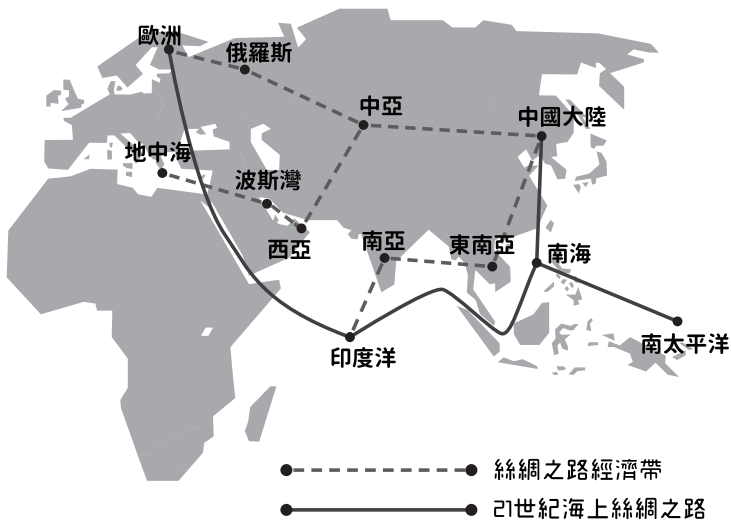 歐洲
俄羅斯
中亞
中國大陸
地中海
波斯灣
西亞
南亞
東南亞
南海
印度洋
南太平洋
絲綢之路經濟帶
21世紀海上絲綢之路